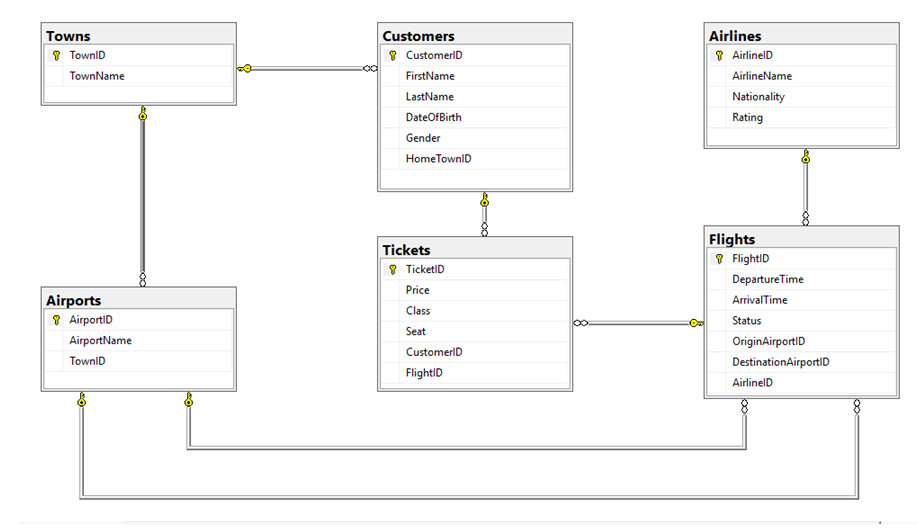 Towns
TownID
TownName
Customers
CustomerID
FirstName
LastName
DateOfBirth
Gender
HomeTownID
Airlines
AirlineID
AirlineName
Nationality
Rating
Airports
AirportID
AirportName
TownID
Tickets
TicketID
Price
Class
Seat
CustomerID
FlightID
Flights
FlightID
DepartureTime
ArrivalTime
Status
OriginAirportID
DestinationAirportID
AirlineID